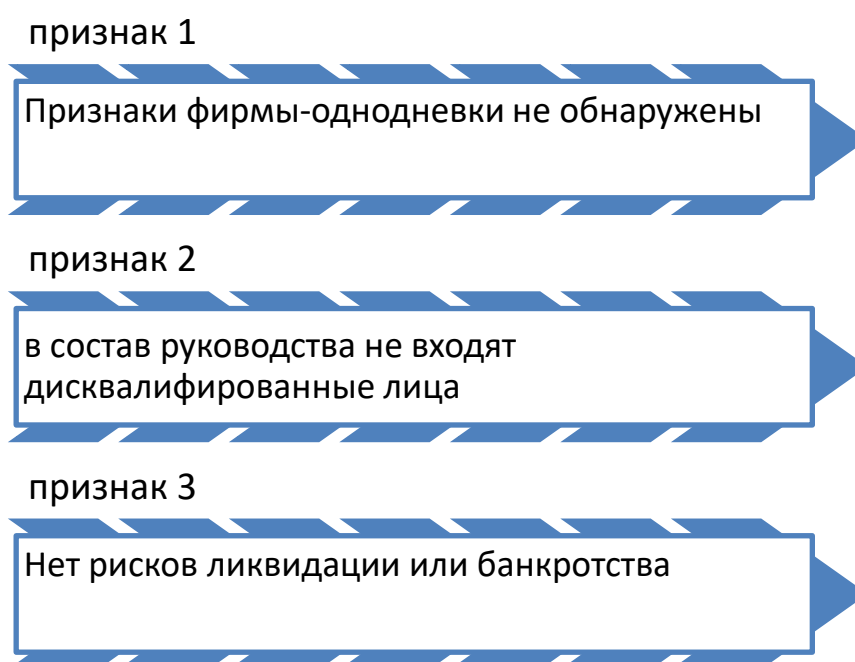 признак 1
Признаки фирмы-однодневки не обнаружены
признак 2
в состав руководства не входят
дисквалифированные лица
признак 3
Нет рисков ликвидации или банкротства